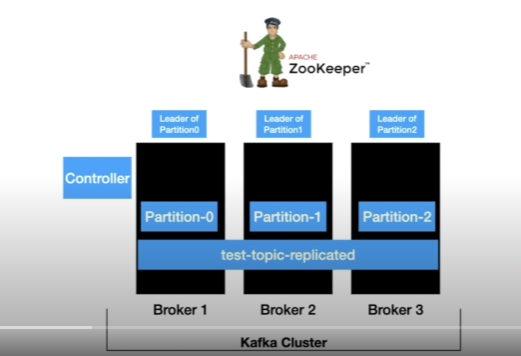 APACHE
ZooKeeper™
Leader of
Partition0
Leader of
Partition1
Leader of
Partition2
Controller
Partition-0
Partition-1
Partition-2
test-topic-replicated
Broker 1
Broker 2
Broker 3
Kafka Cluster